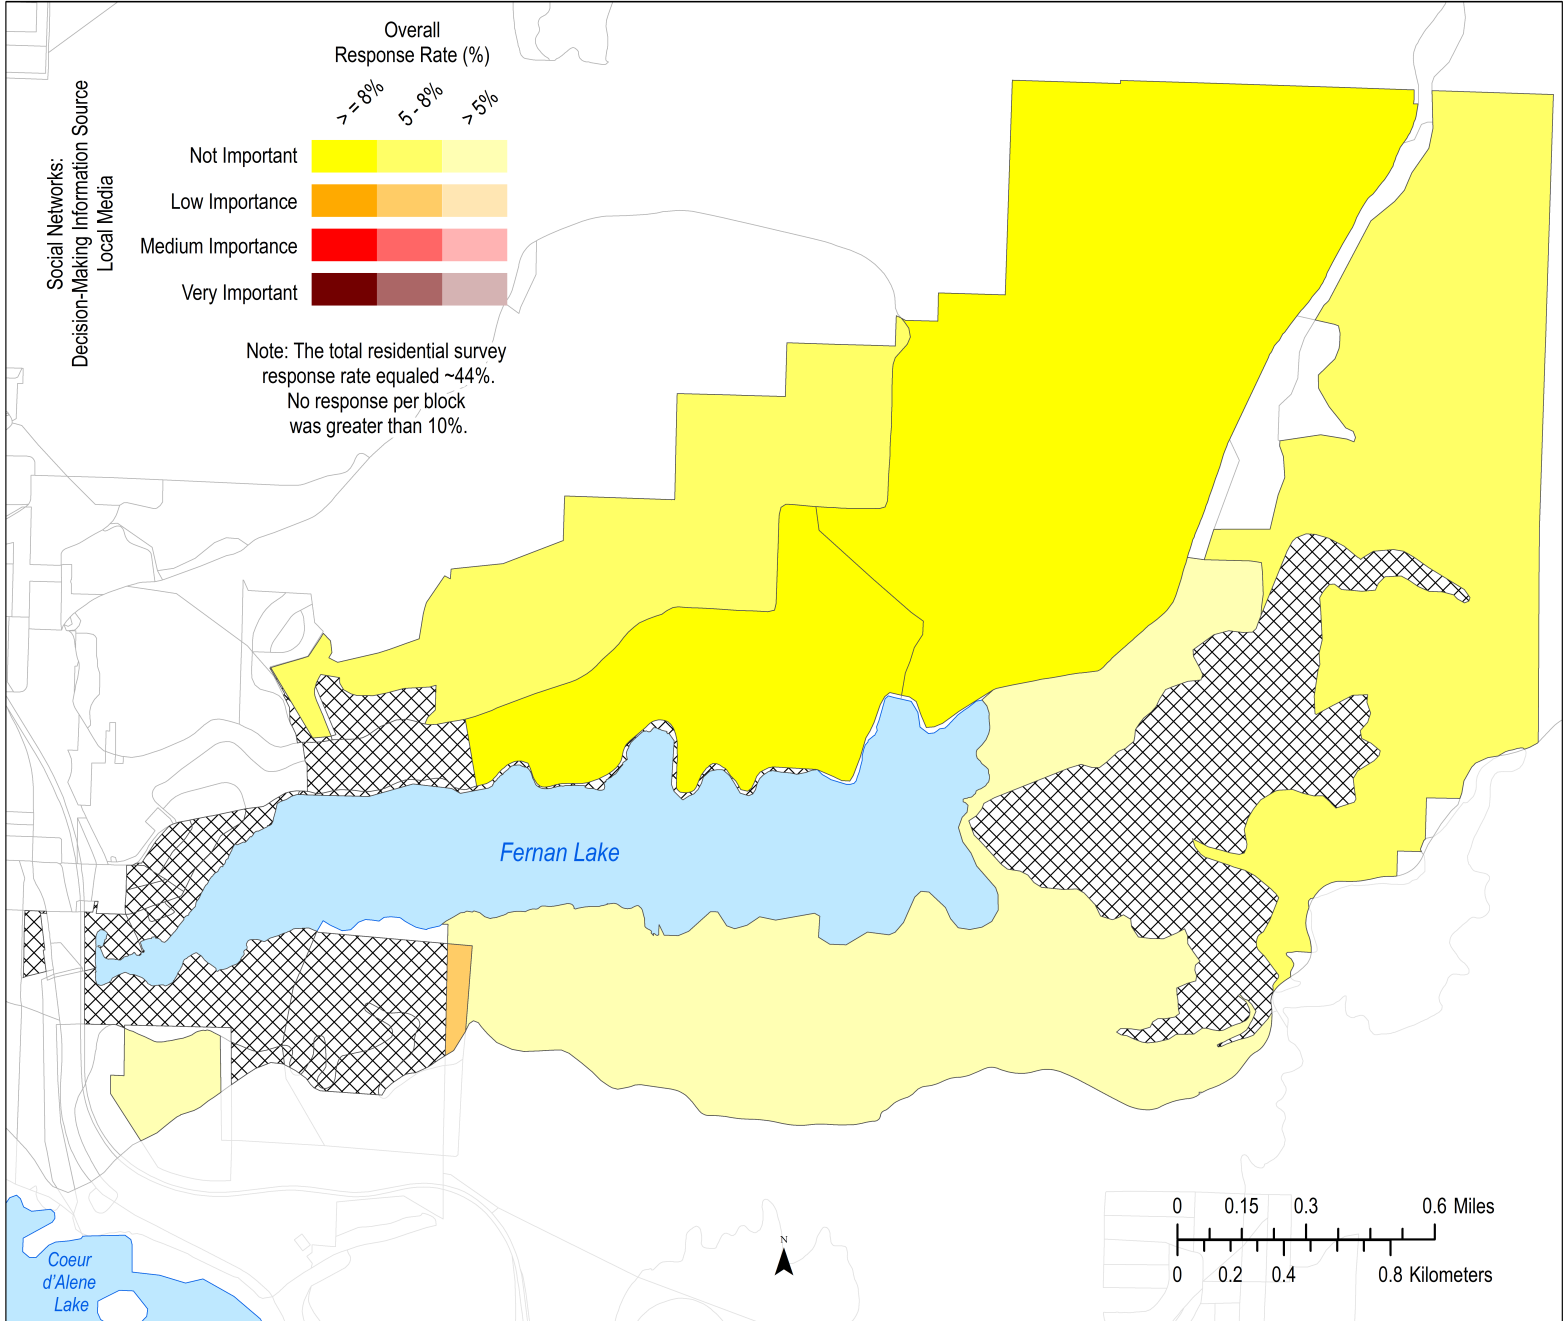 Social Networks:
Decision-Making Information Source
Local Media
Overall
Response Rate (%)
> = 8%
5 - 8%
> 5%
Not Important
Low Importance
Medium Importance
Very Important
Note: The total residential survey
response rate equaled ~44%.
No response per block
was greater than 10%.
Fernan Lake
Coeur
d'Alene
Lake
N
0 0.15 0.3 0.6 Miles
0 0.2 0.4 0.8 Kilometers